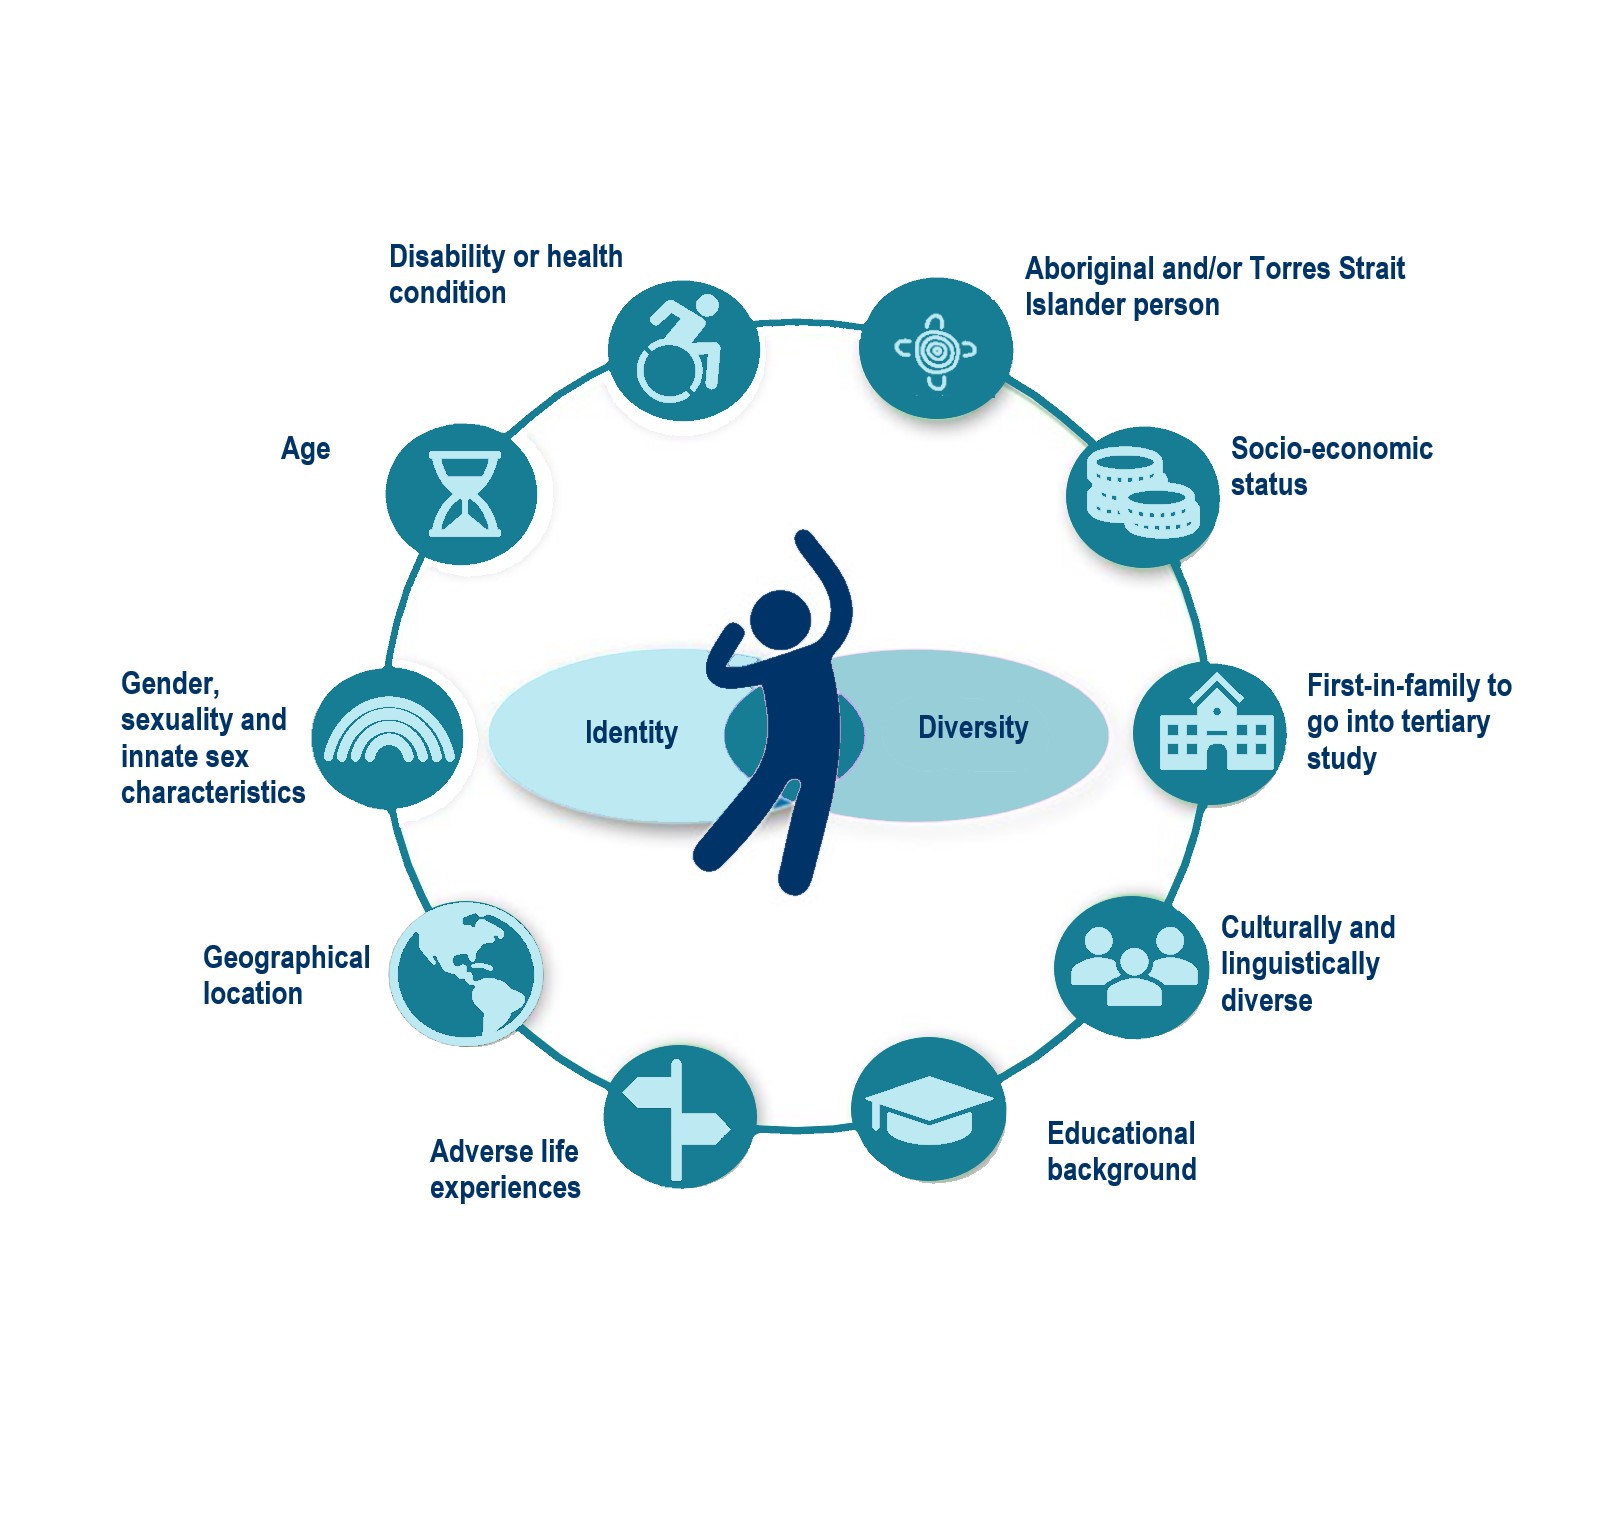 Disability or health
condition
Aboriginal and/or Torres Strait
Islander person
Age
Socio-economic
status
Gender,
sexuality and
innate sex
characteristics
Identity
Diversity
First-in-family to
go into tertiary
study
Geographical
location
Culturally and
linguistically
diverse
Adverse life
experiences
Educational
background